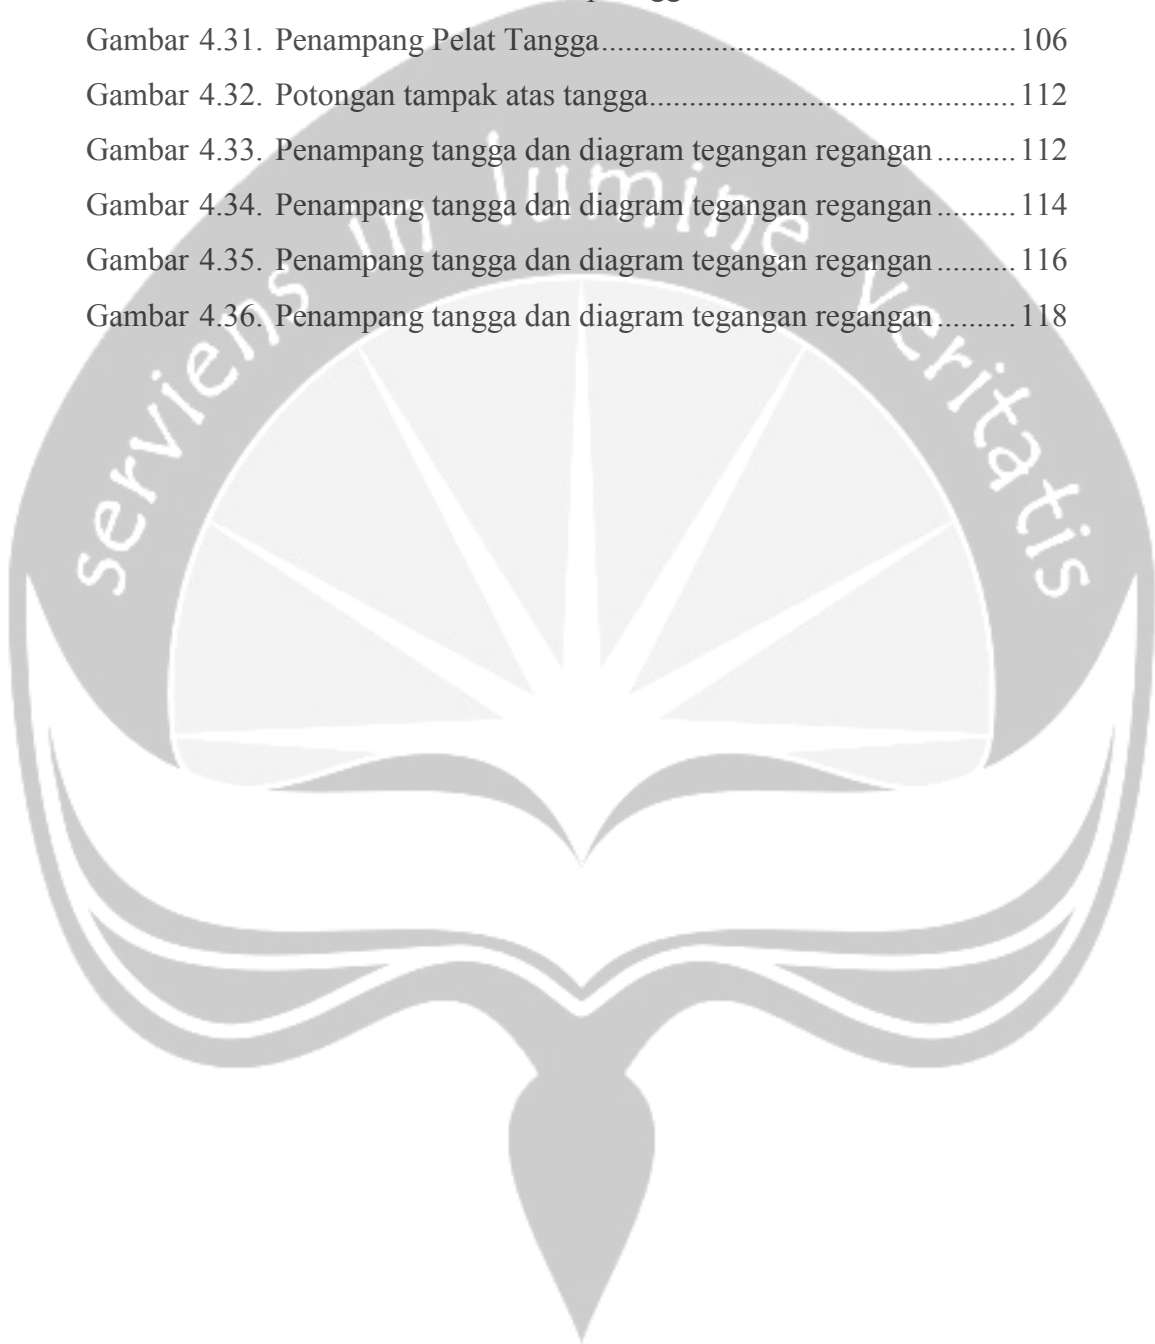 Gambar 4.31. Penampang Pelat Tangga.................................................... 106
Gambar 4.32. Potongan tampak atas tangga.............................................. 112
Gambar 4.33. Penampang tangga dan diagram tegangan regangan .......... 112
Gambar 4.34. Penampang tangga dan diagram tegangan regangan .......... 114
Gambar 4.35. Penampang tangga dan diagram tegangan regangan .......... 116
Gambar 4.36. Penampang tangga dan diagram tegangan regangan .......... 118
serviens in lumine veritatis